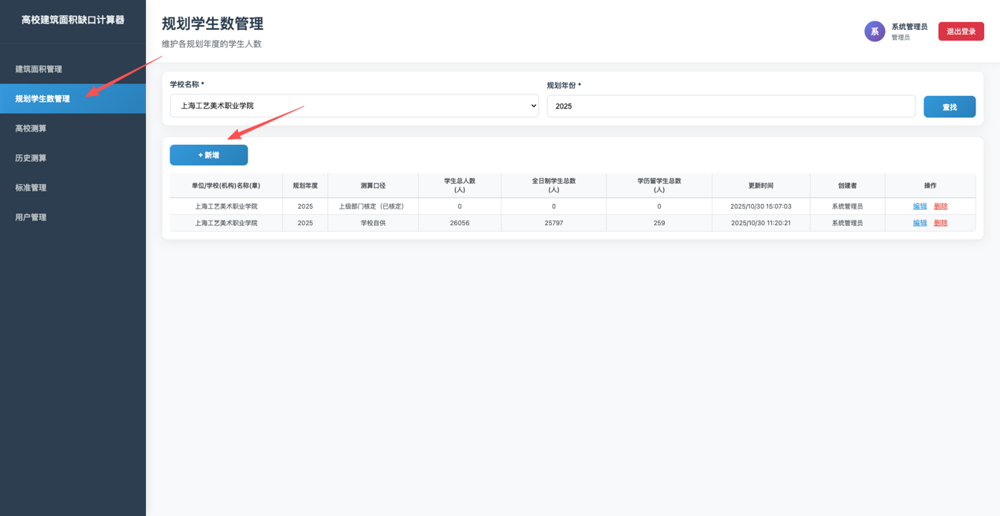 高校建筑面积缺口计算器
建筑面积管理
规划学生数管理
高校测算
历史测算
标准管理
用户管理
规划学生数管理
维护各规划年度的学生人数
系
系统管理员
管理员
退出登录
学校名称 *
上海工艺美术职业学院
规划年份 *
2025
查找
+ 新增
单位/学校(机构)名称(章) 规划年度 测算口径 学生总人数 (人) 全日制学生总数 (人) 学历留学生总数 (人) 更新时间 创建者 操作
上海工艺美术职业学院 2025 上级部门核定（已核定） 0 0 0 2025/10/30 15:07:03 系统管理员 编辑 删除
上海工艺美术职业学院 2025 学校自供 26056 25797 259 2025/10/30 11:20:21 系统管理员 编辑 删除